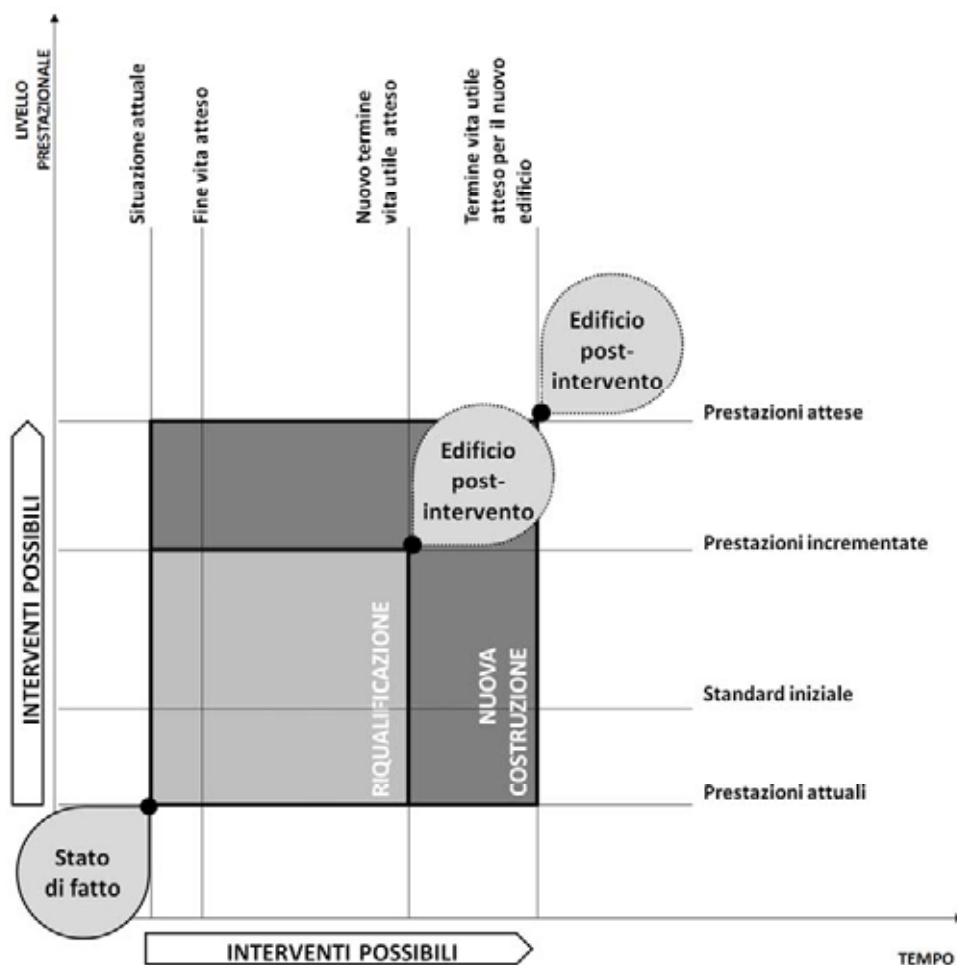 LIVELLO
PRESTAZIONALE
Situazione attuale
Fine vita atteso
Nuovo termine
vita utile atteso
Termine vita utile
atteso per il nuovo
edificio
Edificio
post-
intervento
Prestazioni attese
Edificio
post-
intervento
Prestazioni incrementate
INTERVENTI POSSIBILI
RIQUALIFICAZIONE
NUOVA
COSTRUZIONE
Standard iniziale
Prestazioni attuali
Stato
di fatto
INTERVENTI POSSIBILI
TEMPO